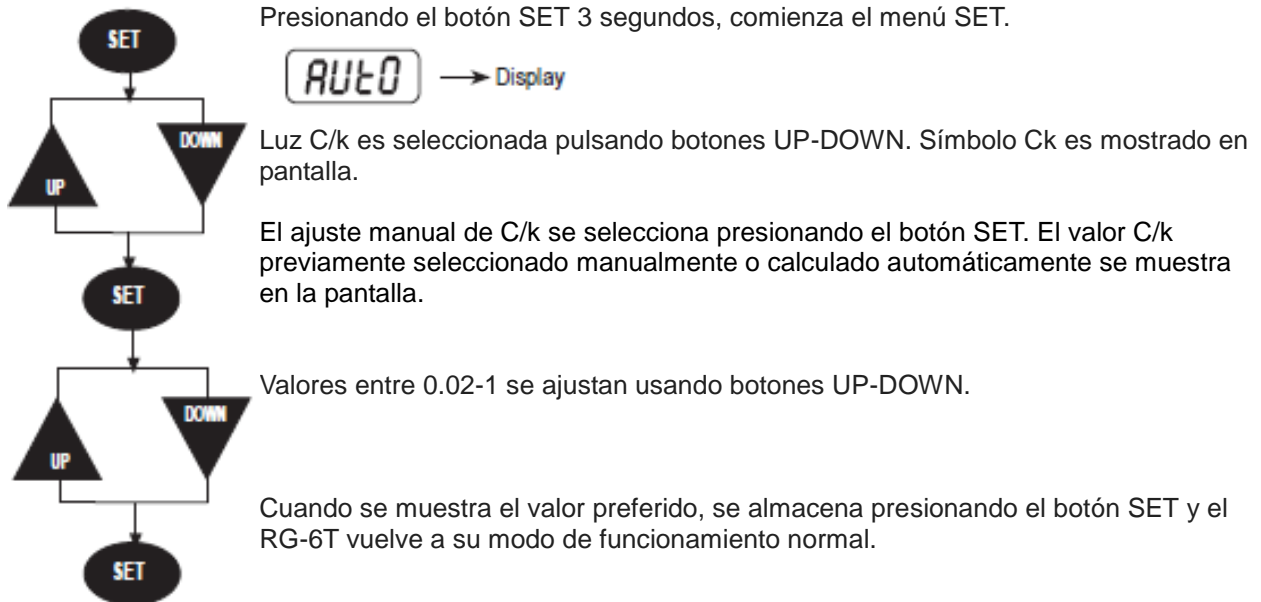 Presionando el botón SET 3 segundos, comienza el menú SET.
SET
AUtO → Display
DOWN
Luz C/k es seleccionada pulsando botones UP-DOWN. Símbolo Ck es mostrado en
pantalla.
UP
El ajuste manual de C/k se selecciona presionando el botón SET. El valor C/k
previamente seleccionado manualmente o calculado automáticamente se muestra
en la pantalla.
SET
Valores entre 0.02-1 se ajustan usando botones UP-DOWN.
DOWN
UP
Cuando se muestra el valor preferido, se almacena presionando el botón SET y el
RG-6T vuelve a su modo de funcionamiento normal.
SET